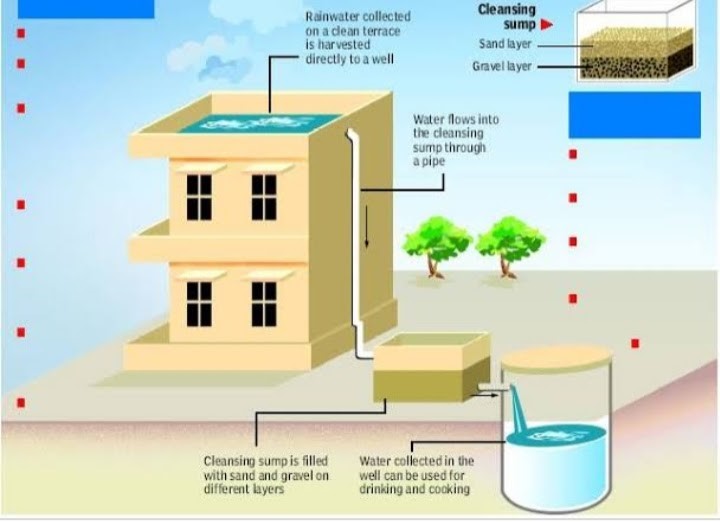 Rainwater collected
on a clean terrace
is harvested
directly to a well
Cleansing
sump
Sand layer
Gravel layer
Water flows into
the cleansing
sump through
a pipe
Cleansing sump is filled
with sand and gravel on
different layers
Water collected in the
well can be used for
drinking and cooking